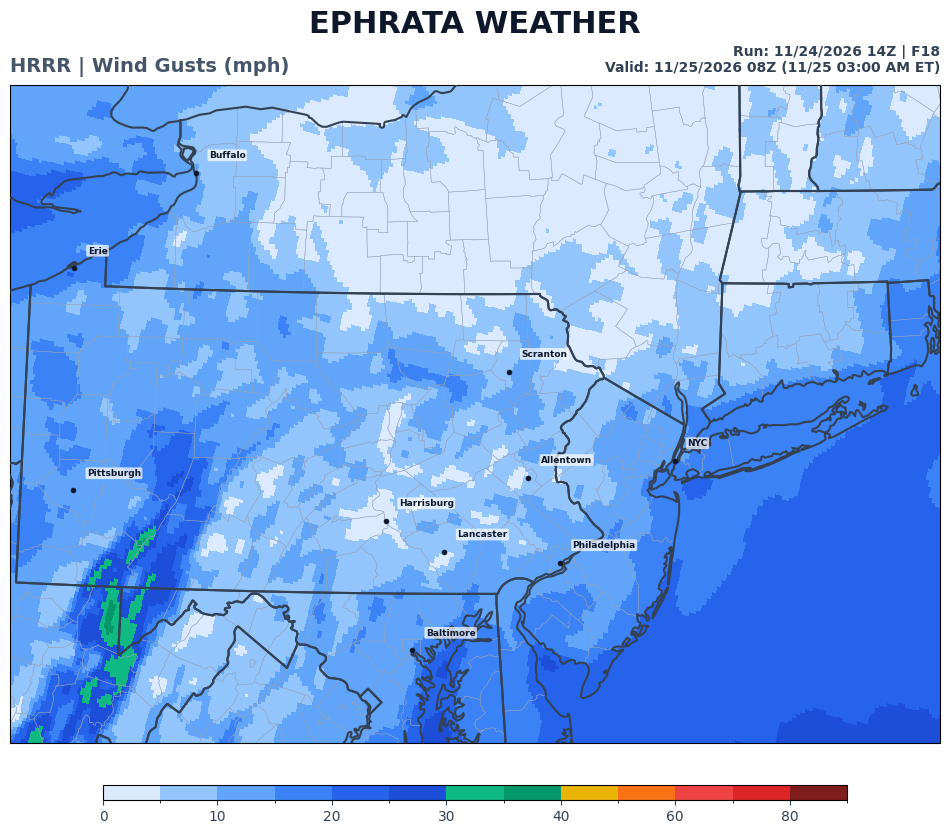 EPHRATA WEATHER
HRRR | Wind Gusts (mph)
Run: 11/24/2026 14Z | F18
Valid: 11/25/2026 08Z (11/25 03:00 AM ET)
Buffalo
Erie
Scranton
NYC
Allentown
Pittsburgh
Harrisburg
Lancaster
Philadelphia
Baltimore
0 10 20 30 40 60 80